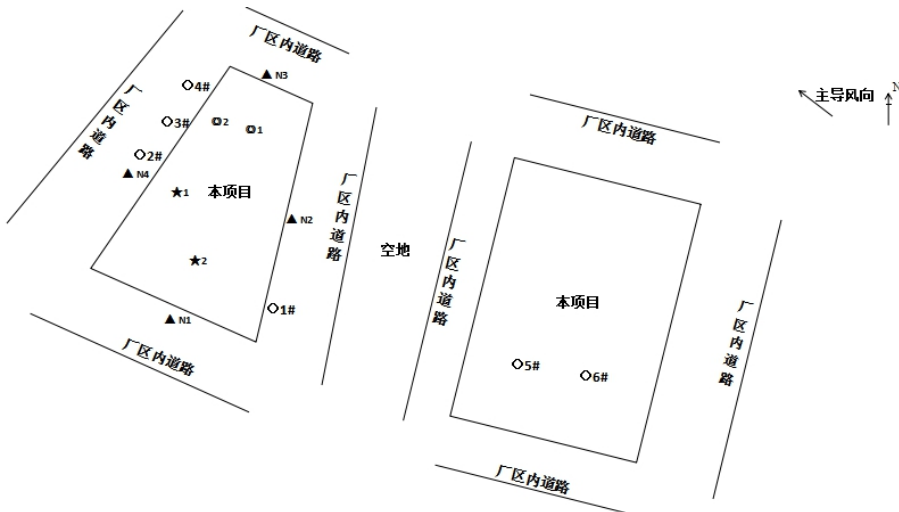 厂区内道路
N
主导风向
▲N3
○4#
厂区内道路
○3#
◎2
◎1
○2#
▲N4
★1
本项目
▲N2
厂区内道路
★2
○1#
▲N1
厂区内道路
空地
厂区内道路
厂区内道路
本项目
○5#
○6#
厂区内道路
厂区内道路